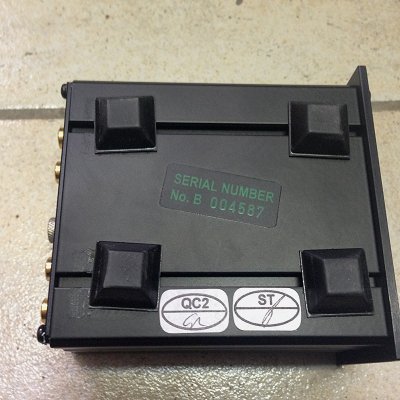 SERIAL NUMBER
No. B 004587
QC2
ST